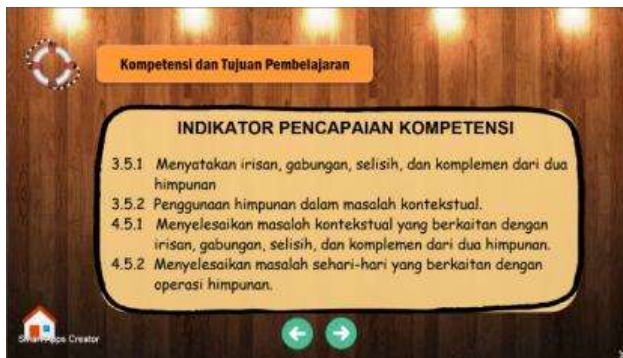 Kompetensi dan Tujuan Pembelajaran
INDIKATOR PENCAPAIAN KOMPETENSI
3.5.1 Menyatakan irisan, gabungan, selisih, dan komplemen dari dua
himpunan
3.5.2 Penggunaan himpunan dalam masalah kontekstual.
4.5.1 Menyelesaikan masalah kontekstual yang berkaitan dengan
irisan, gabungan, selisih, dan komplemen dari dua himpunan.
4.5.2 Menyelesaikan masalah sehari-hari yang berkaitan dengan
operasi himpunan.
Creator